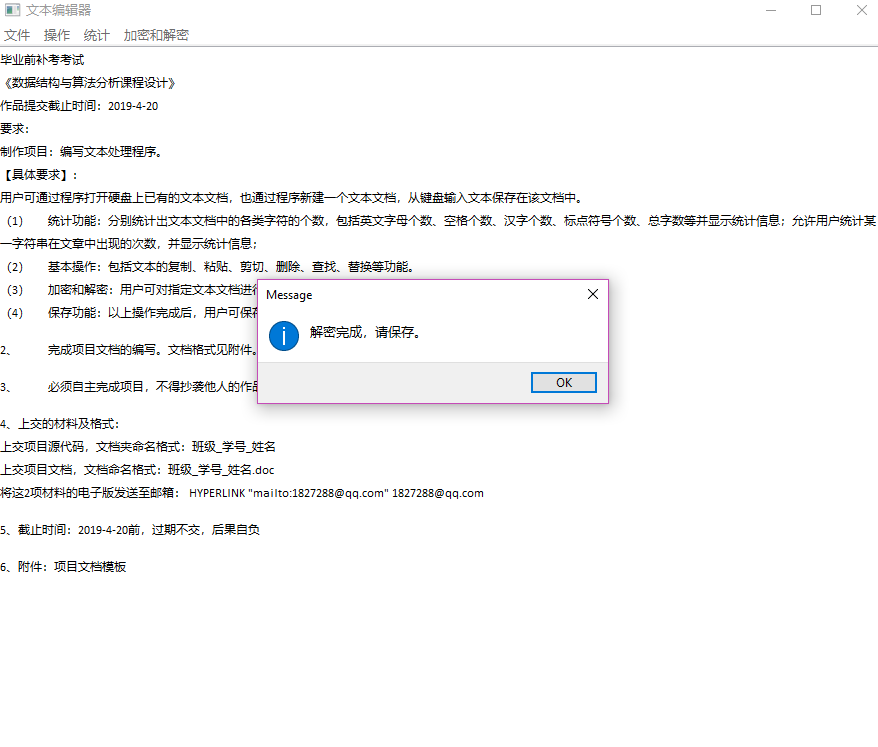 文本编辑器
文件 操作 统计 加密和解密
毕业前补考考试
《数据结构与算法分析课程设计》
作品提交截止时间：2019-4-20
要求：
制作项目：编写文本处理程序。
【具体要求】：
用户可通过程序打开硬盘上已有的文本文档，也通过程序新建一个文本文档，从键盘输入文本保存在该文档中。
（1） 统计功能：分别统计出文本文档中的各类字符的个数，包括英文字母个数、空格个数、汉字个数、标点符号个数、总字数等并显示统计信息；允许用户统计某
一字符串在文章中出现的次数，并显示统计信息；
（2） 基本操作：包括文本的复制、粘贴、剪切、删除、查找、替换等功能。
（3） 加密和解密：用户可对指定文本文档进行
（4） 保存功能：以上操作完成后，用户可保存
2、 完成项目文档的编写。文档格式见附件。
3、 必须自主完成项目，不得抄袭他人的作品
Message
解密完成，请保存。
OK
4、上交的材料及格式：
上交项目源代码，文档夹命名格式：班级_学号_姓名
上交项目文档，文档命名格式：班级_学号_姓名.doc
将这2项材料的电子版发送至邮箱： HYPERLINK "mailto:1827288@qq.com" 1827288@qq.com
5、截止时间：2019-4-20前，过期不交，后果自负
6、附件：项目文档模板